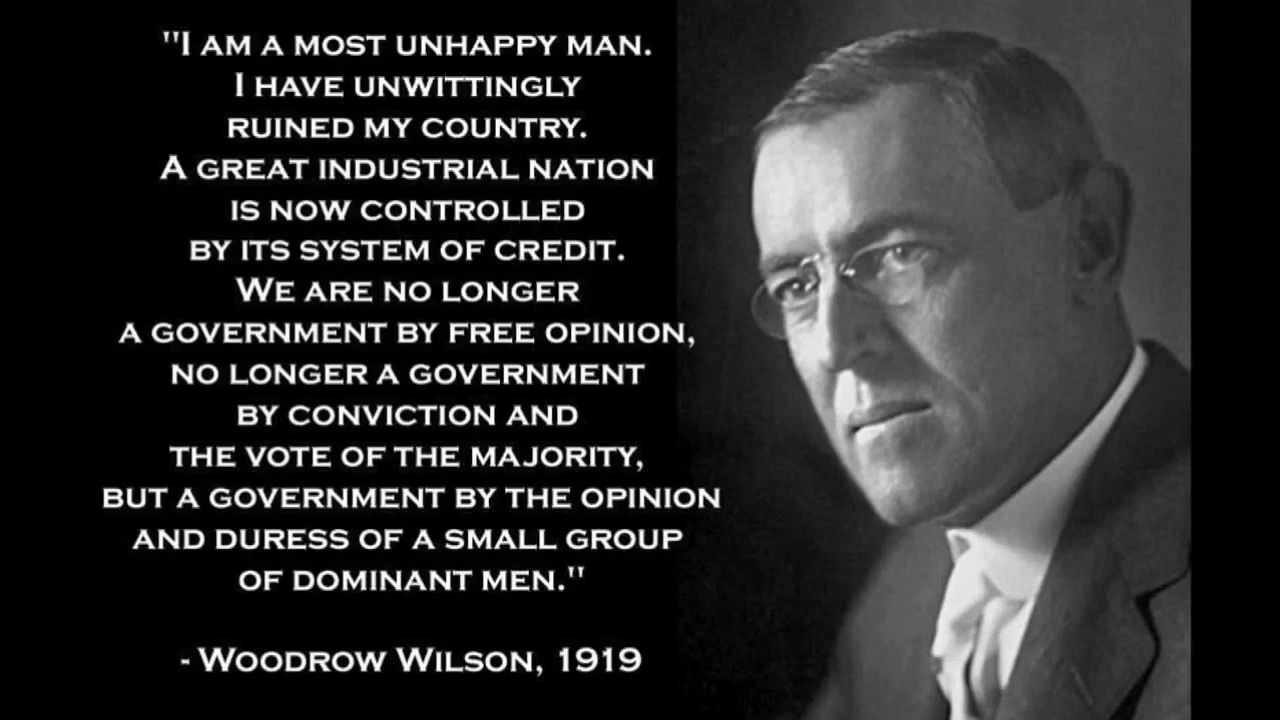 "I AM A MOST UNHAPPY MAN.
I HAVE UNWITTINGLY
RUINED MY COUNTRY.
A GREAT INDUSTRIAL NATION
IS NOW CONTROLLED
BY ITS SYSTEM OF CREDIT.
WE ARE NO LONGER
A GOVERNMENT BY FREE OPINION,
NO LONGER A GOVERNMENT
BY CONVICTION AND
THE VOTE OF THE MAJORITY,
BUT A GOVERNMENT BY THE OPINION
AND DURESS OF A SMALL GROUP
OF DOMINANT MEN."
- WOODROW WILSON, 1919